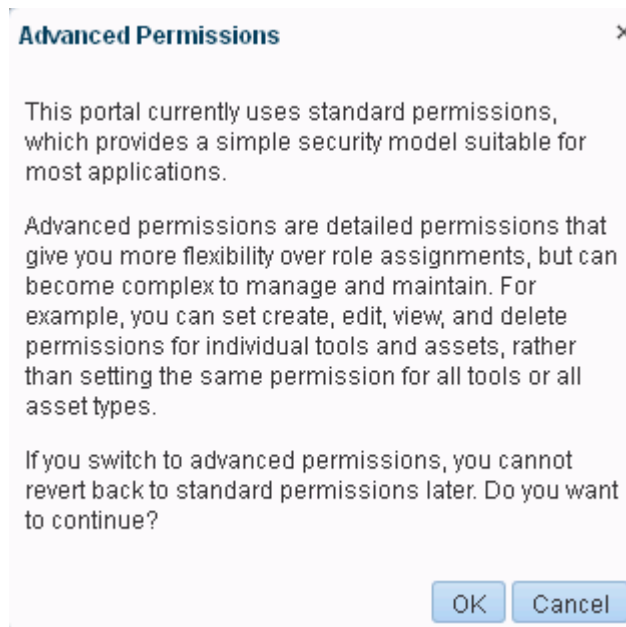 Advanced Permissions
This portal currently uses standard permissions,
which provides a simple security model suitable for
most applications.
Advanced permissions are detailed permissions that
give you more flexibility over role assignments, but can
become complex to manage and maintain. For
example, you can set create, edit, view, and delete
permissions for individual tools and assets, rather
than setting the same permission for all tools or all
asset types.
If you switch to advanced permissions, you cannot
revert back to standard permissions later. Do you want
to continue?
OK Cancel